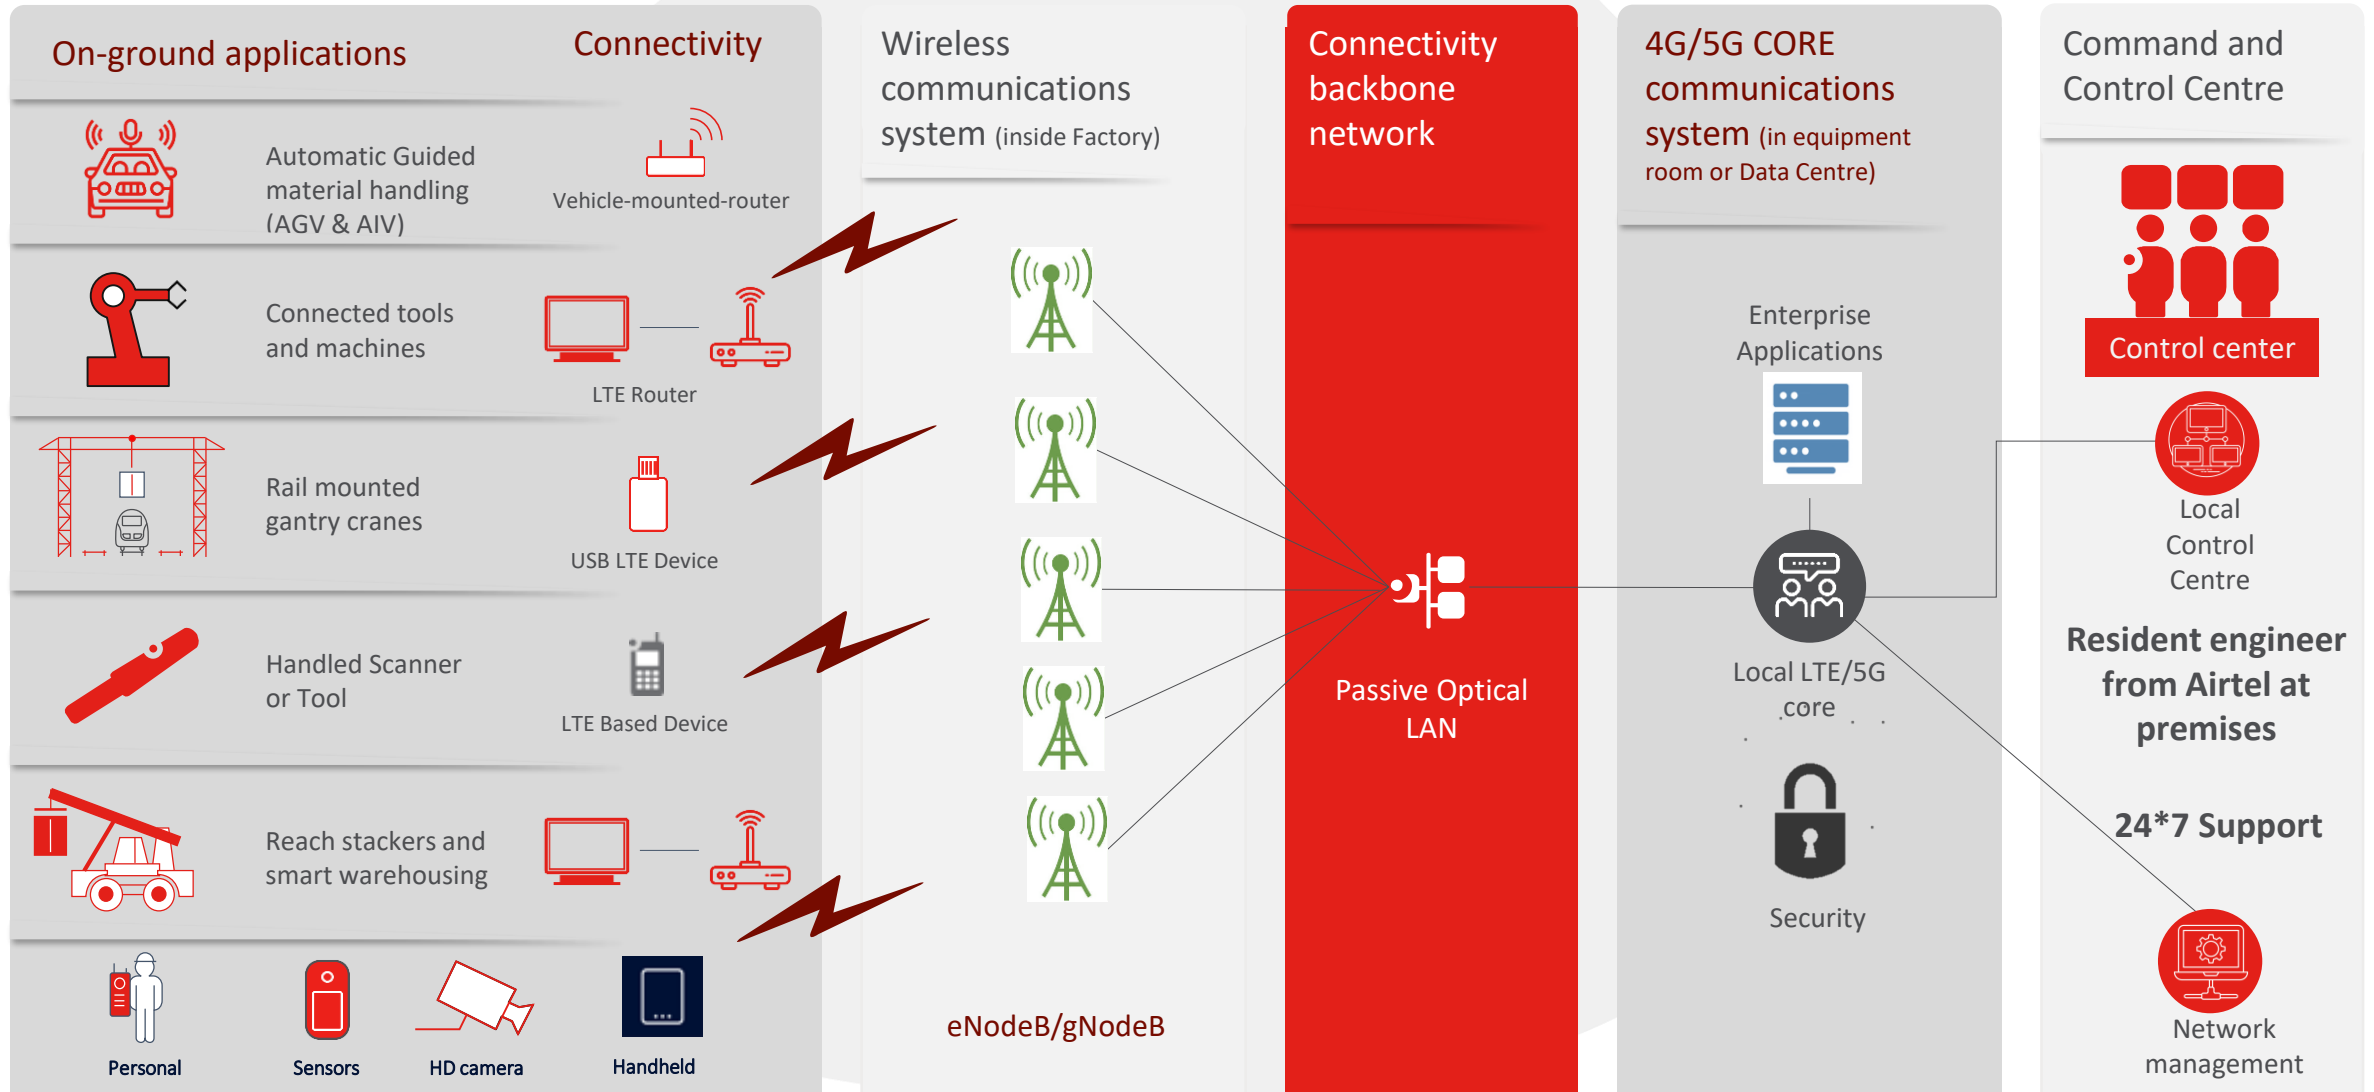 On-ground applications
Connectivity
Automatic Guided
material handling
(AGV & AIV)
Vehicle-mounted-router
Connected tools
and machines
LTE Router
Rail mounted
gantry cranes
USB LTE Device
Handled Scanner
or Tool
LTE Based Device
Reach stackers and
smart warehousing
Personal
Sensors
HD camera
Handheld
Wireless
communications
system (inside Factory)
eNodeB/gNodeB
Connectivity
backbone
network
Passive Optical
LAN
4G/5G CORE
communications
system (in equipment
room or Data Centre)
Enterprise
Applications
Local LTE/5G
core
Security
Command and
Control Centre
Control center
Local
Control
Centre
Resident engineer
from Airtel at
premises
24*7 Support
Network
management